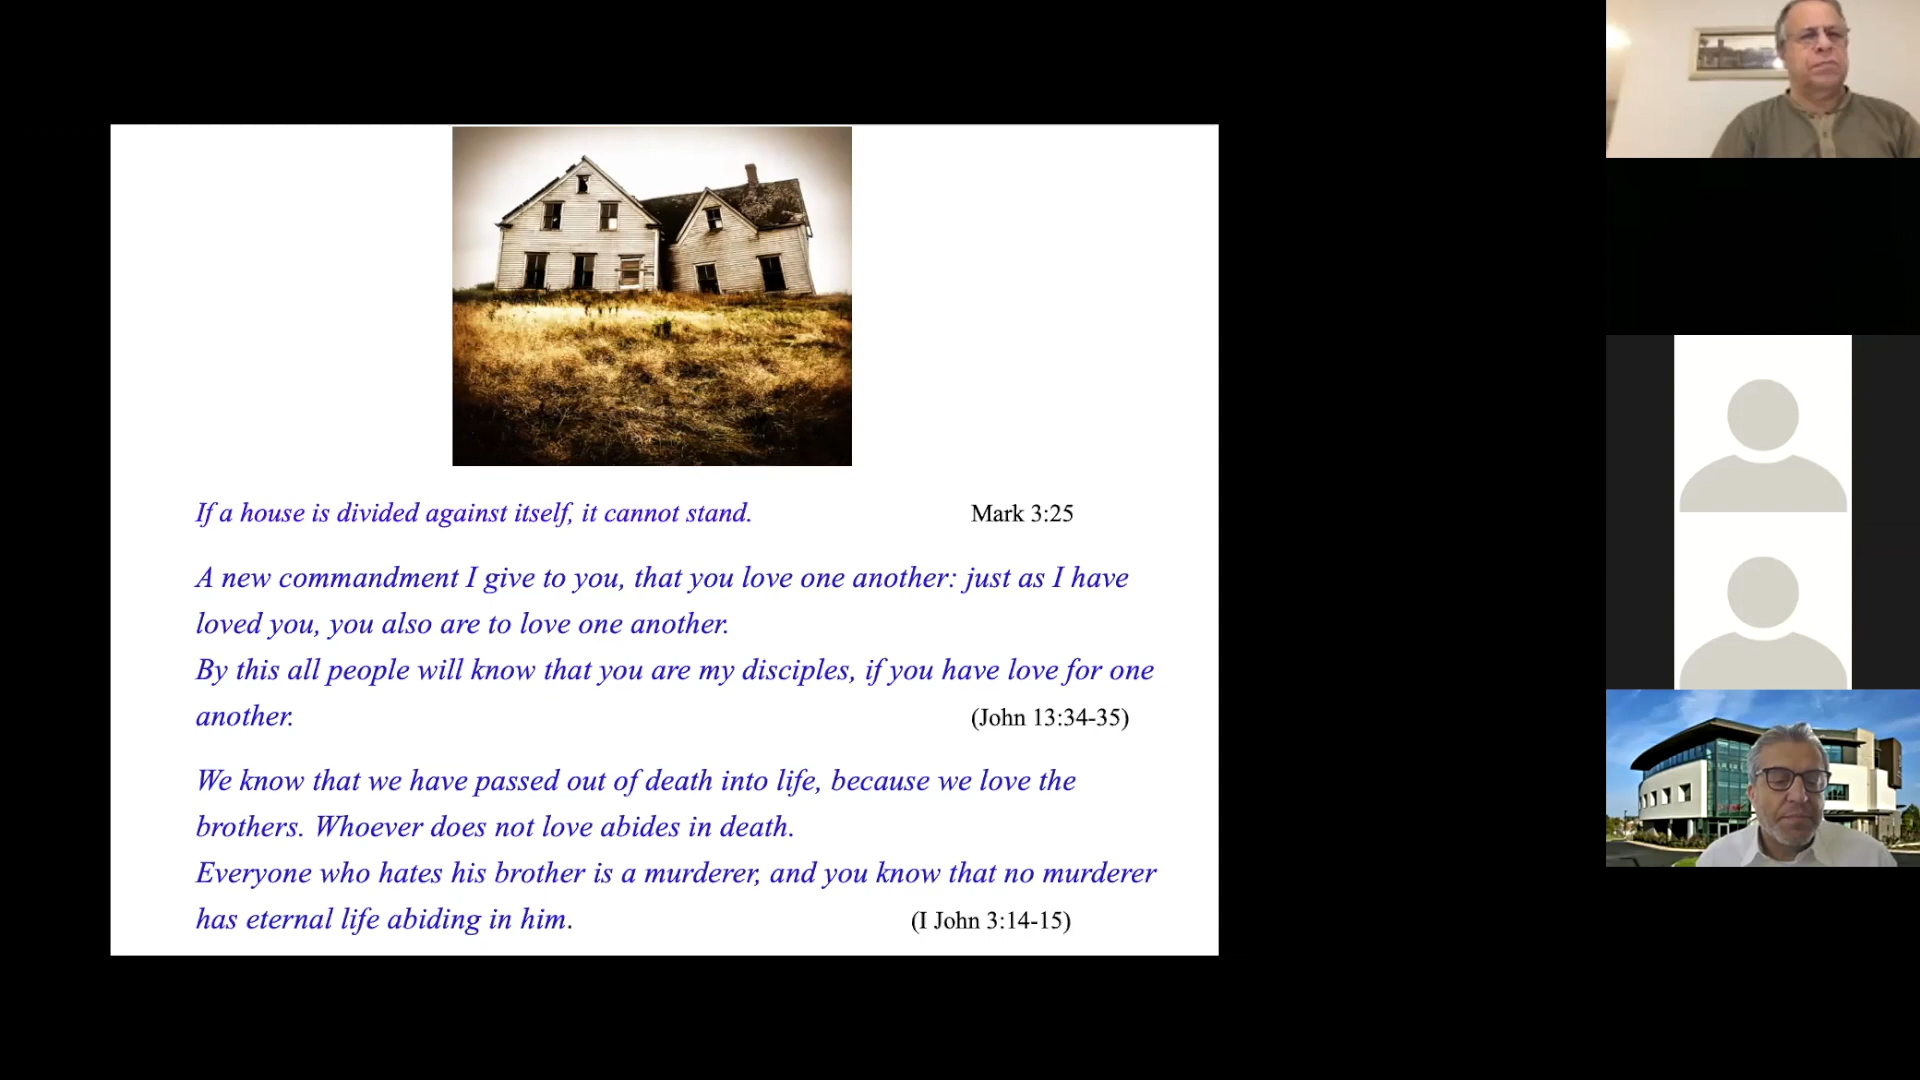 If a house is divided against itself, it cannot stand. Mark 3:25
A new commandment I give to you, that you love one another: just as I have
loved you, you also are to love one another.
By this all people will know that you are my disciples, if you have love for one
another. (John 13:34-35)
We know that we have passed out of death into life, because we love the
brothers. Whoever does not love abides in death.
Everyone who hates his brother is a murderer, and you know that no murderer
has eternal life abiding in him. (I John 3:14-15)